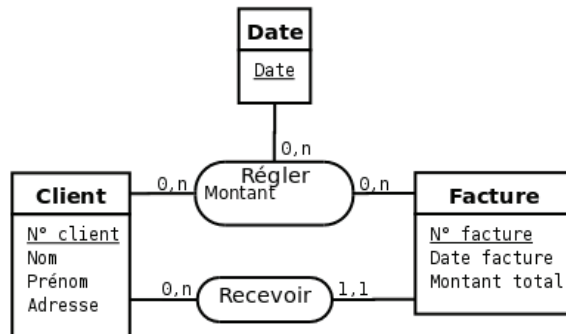 Date
Date
0,n
0,n
Régler
0,n
Montant
Client
N° client
Nom
Prénom
Adresse
Facture
N° facture
Date facture
Montant total
0,n
Recevoir
1,1